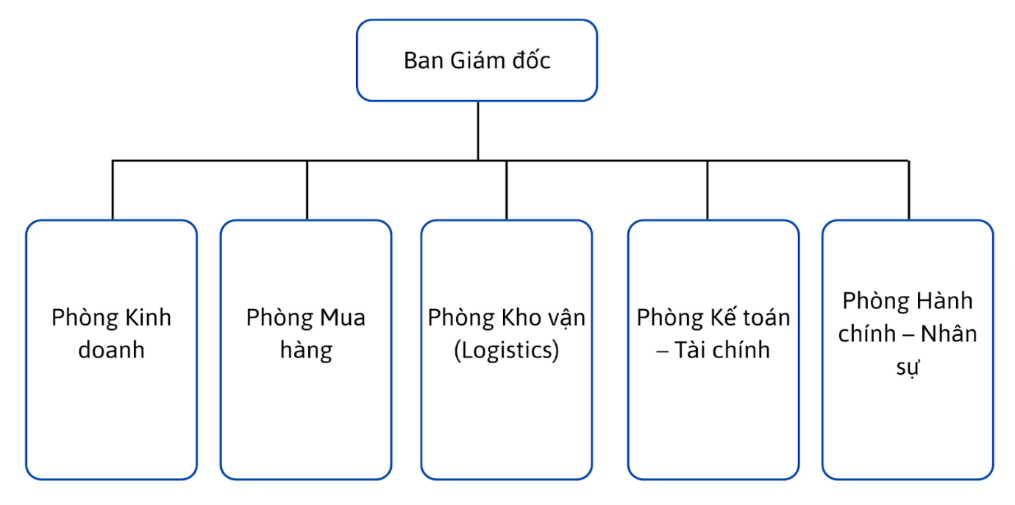 Ban Giám đốc
Phòng Kinh
doanh
Phòng Mua
hàng
Phòng Kho vận
(Logistics)
Phòng Kế toán
– Tài chính
Phòng Hành
chính – Nhân
sự